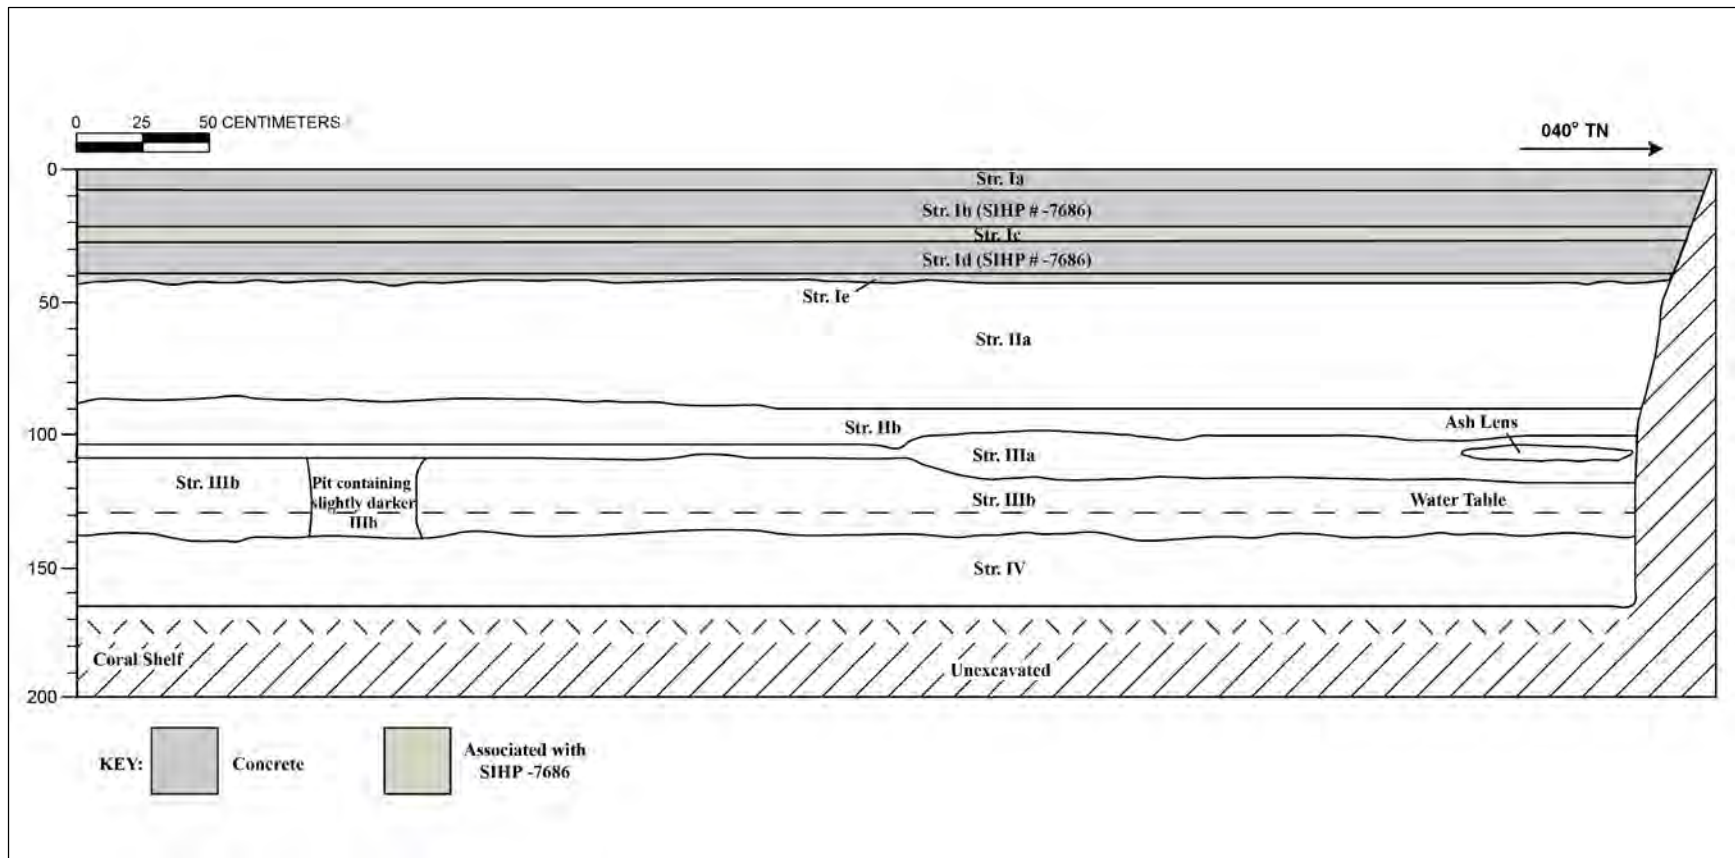 0 25 50 CENTIMETERS
040° TN
0
Str. Ia
Str. Ib (SIHP # -7686)
Str. Ic
Str. Id (SIHP # -7686)
50
Str. Ie
Str. IIa
Str. IIb
Ash Lens
100
Str. IIIa
Str. IIIb
Pit containing
slightly darker
IIIb
Str. IIIb
Water Table
150
Str. IV
Coral Shelf
Unexcavated
200
KEY:
Concrete
Associated with
SIHP -7686